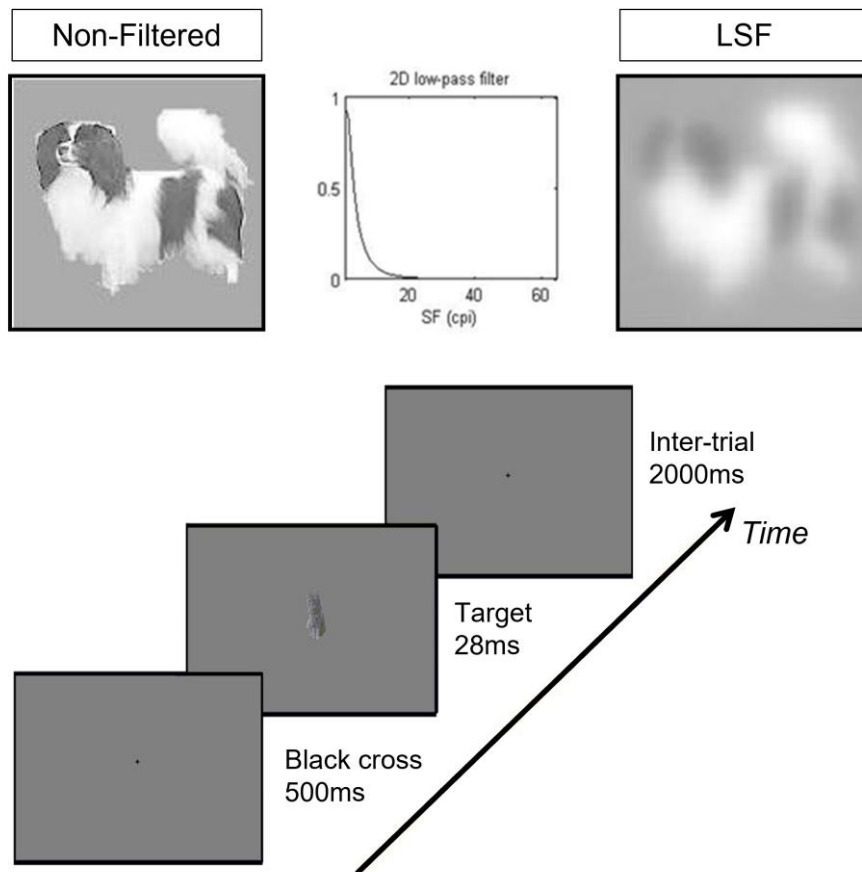 Non-Filtered
LSF
2D low-pass filter
1
0.5
0
20
40
60
SF (cpi)
Inter-trial
2000ms
Time
Target
28ms
Black cross
500ms